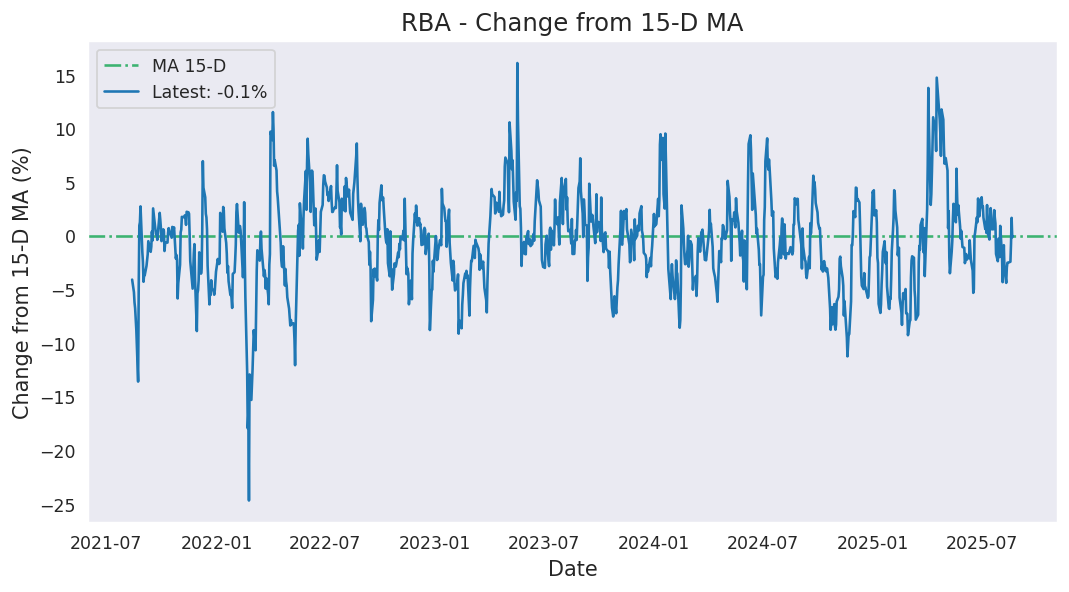 RBA - Change from 15-D MA
MA 15-D
Latest: -0.1%
Change from 15-D MA (%)
15
10
5
0
−5
−10
−15
−20
−25
2021-07 2022-01 2022-07 2023-01 2023-07 2024-01 2024-07 2025-01 2025-07
Date